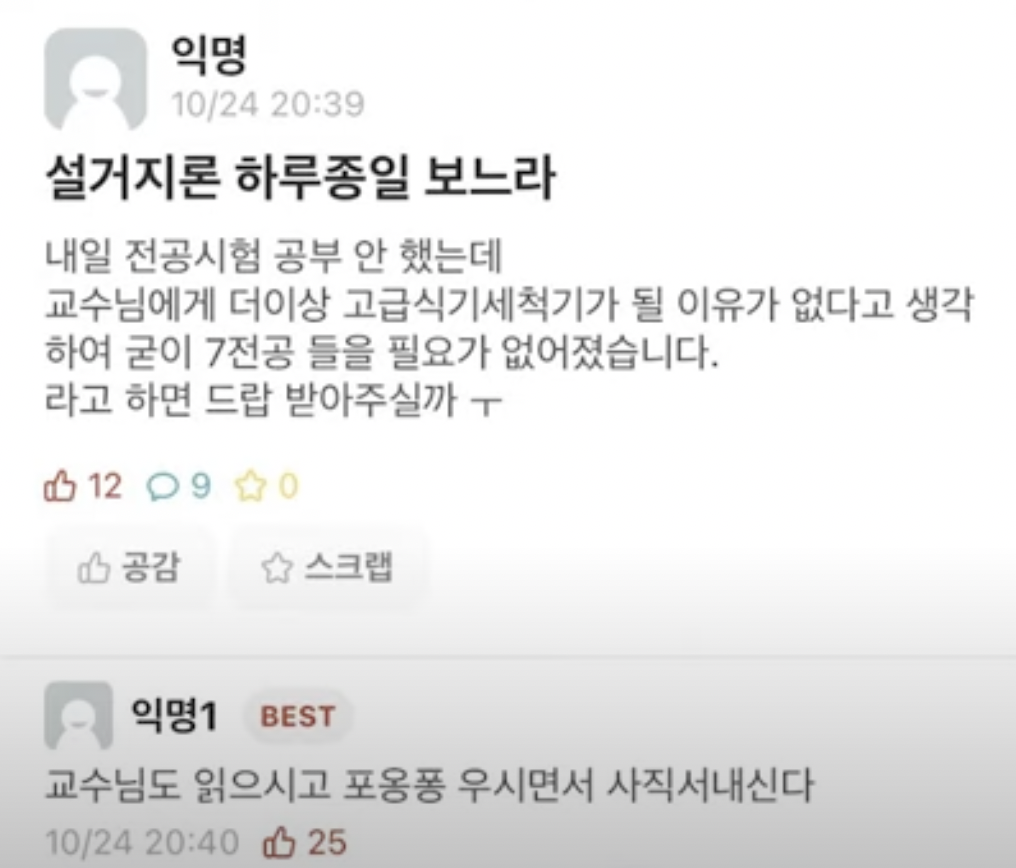 익명
10/24 20:39
설거지론 하루종일 보느라
내일 전공시험 공부 안 했는데
교수님에게 더이상 고급식기세척기가 될 이유가 없다고 생각
하여 굳이 7전공 들을 필요가 없어졌습니다.
라고 하면 드랍 받아주실까 ㅜ
12 9 0
공감 스크랩
익명1 BEST
교수님도 읽으시고 포옹퐁 우시면서 사직서내신다
10/24 20:40 25